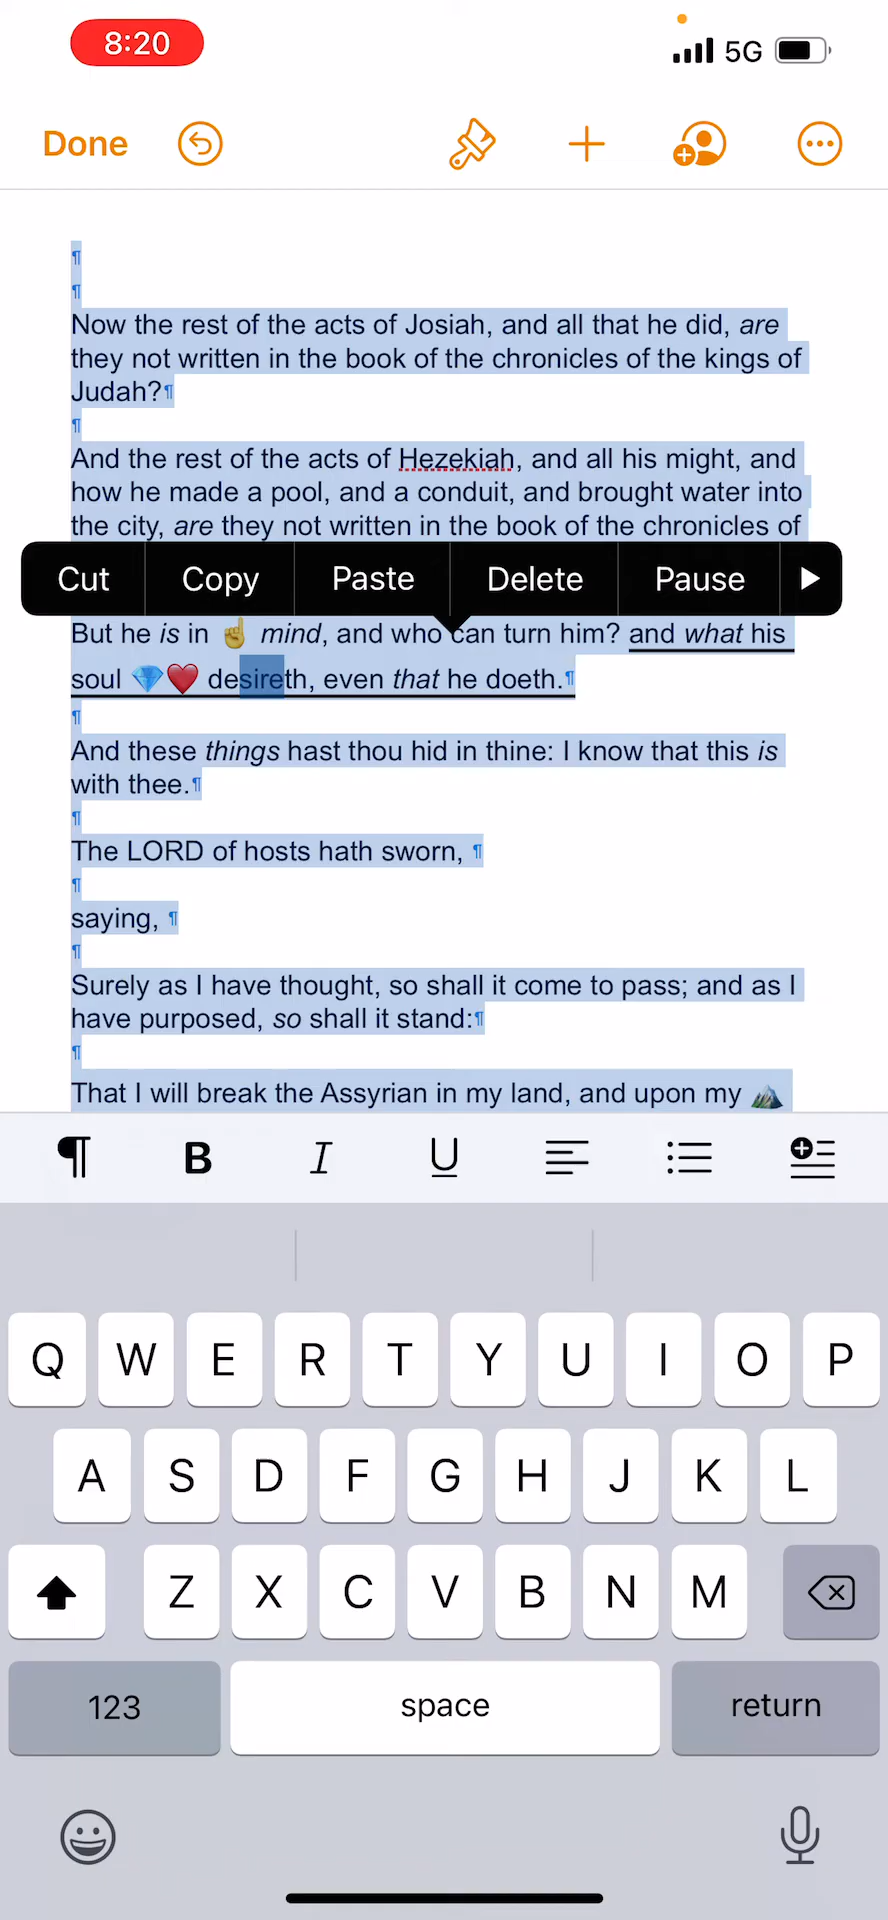 8:20
5G
Done
¶
¶
Now the rest of the acts of Josiah, and all that he did, are
they not written in the book of the chronicles of the kings of
Judah?¶
¶
And the rest of the acts of Hezekiah, and all his might, and
how he made a pool, and a conduit, and brought water into
the city, are they not written in the book of the chronicles of
Cut Copy Paste Delete Pause ▶
But he is in ☝️ mind, and who can turn him? and what his
soul 💎❤️ desireth, even that he doeth.¶
¶
And these things hast thou hid in thine: I know that this is
with thee.¶
¶
The LORD of hosts hath sworn, ¶
¶
saying, ¶
¶
Surely as I have thought, so shall it come to pass; and as I
have purposed, so shall it stand:¶
¶
That I will break the Assyrian in my land, and upon my ⛰️
¶ B I U
Q W E R T Y U I O P
A S D F G H J K L
Z X C V B N M
123 space return